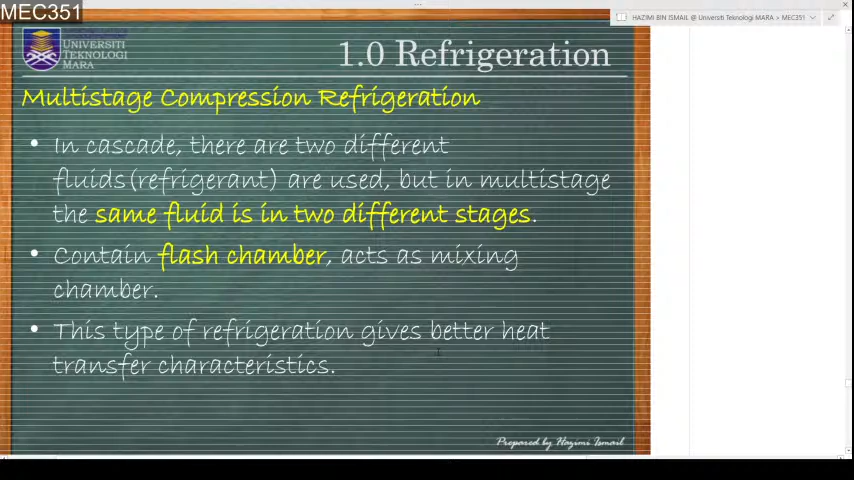 MEC351
HAZIMI BIN ISMAIL @ Universiti Teknologi MARA > MEC351
UNIVERSITI
TEKNOLOGI
MARA
1.0 Refrigeration
Multistage Compression Refrigeration
• In cascade, there are two different
fluids(refrigerant) are used, but in multistage
the same fluid is in two different stages.
• Contain flash chamber, acts as mixing
chamber.
• This type of refrigeration gives better heat
transfer characteristics.
Prepared by Hazimi Ismail